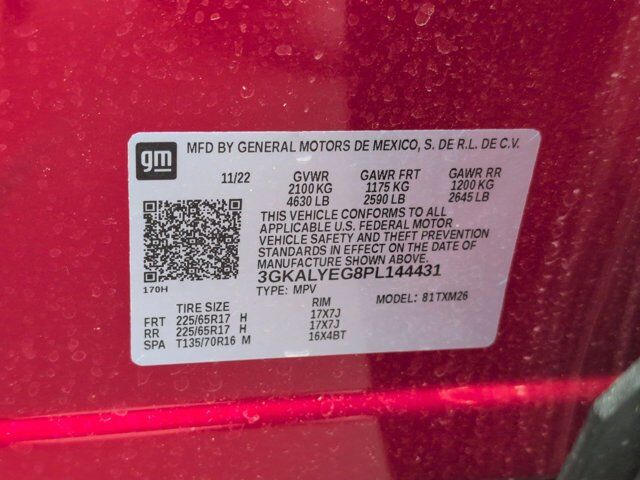 gm
MFD BY GENERAL MOTORS DE MEXICO, S. DE R.L. DE C.V.
11/22 GVWR GAWR FRT GAWR RR
2100 KG 1175 KG 1200 KG
4630 LB 2590 LB 2645 LB
THIS VEHICLE CONFORMS TO ALL
APPLICABLE U.S. FEDERAL MOTOR
VEHICLE SAFETY AND THEFT PREVENTION
STANDARDS IN EFFECT ON THE DATE OF
MANUFACTURE SHOWN ABOVE.
3GKALYEG8PL144431
170H
TYPE: MPV MODEL: 81TXM26
TIRE SIZE RIM
FRT 225/65R17 H 17X7J
RR 225/65R17 H 17X7J
SPA T135/70R16 M 16X4BT